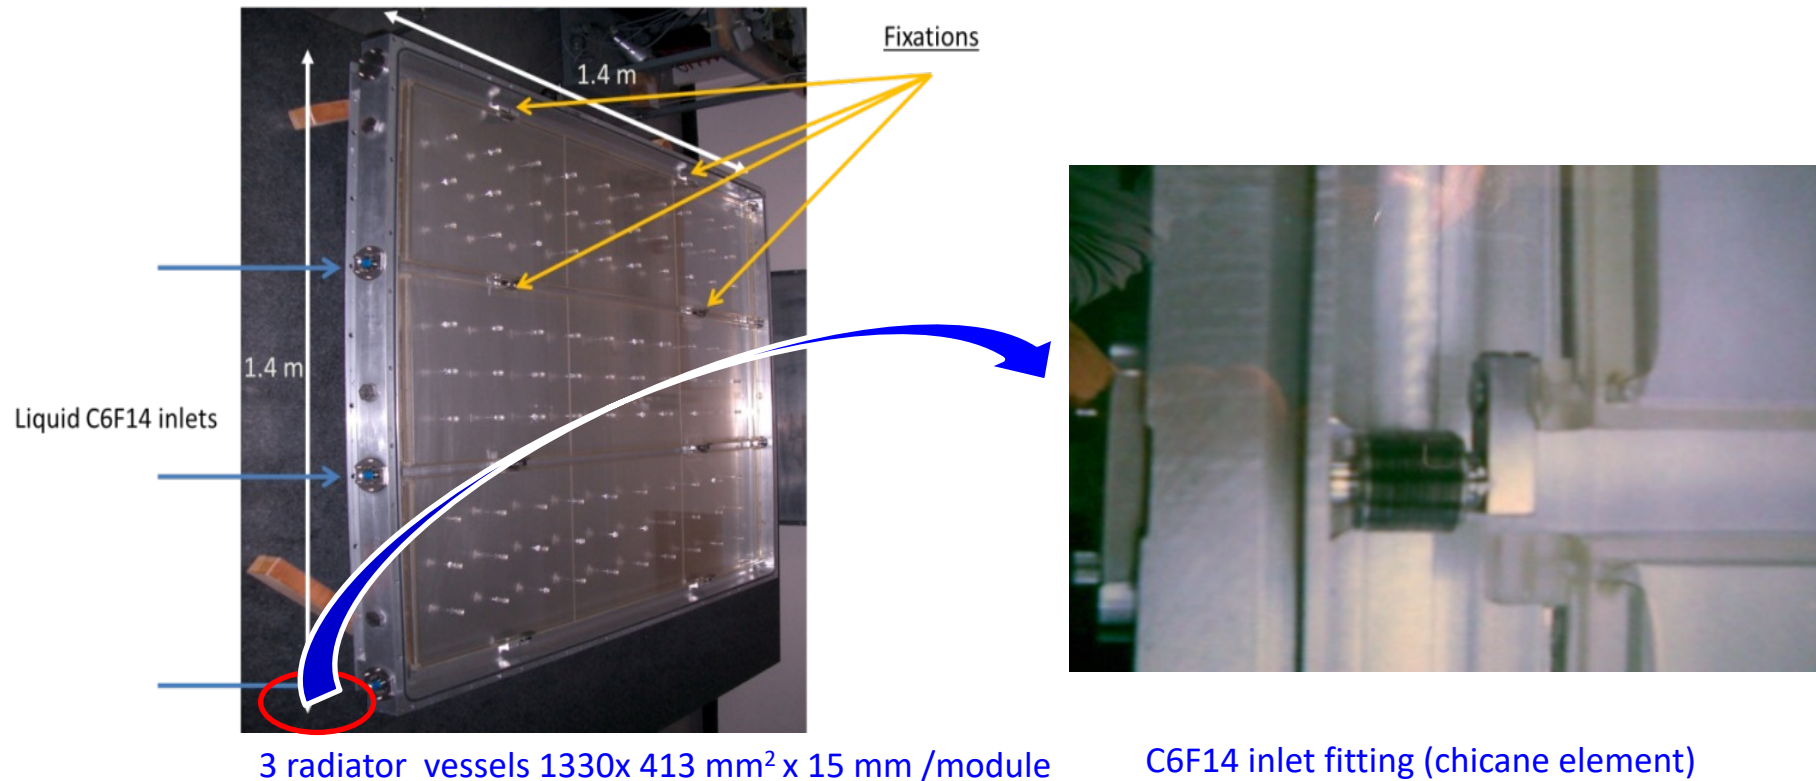 Fixations
1.4 m
1.4 m
Liquid C6F14 inlets
3 radiator vessels 1330x 413 mm² x 15 mm /module
C6F14 inlet fitting (chicane element)